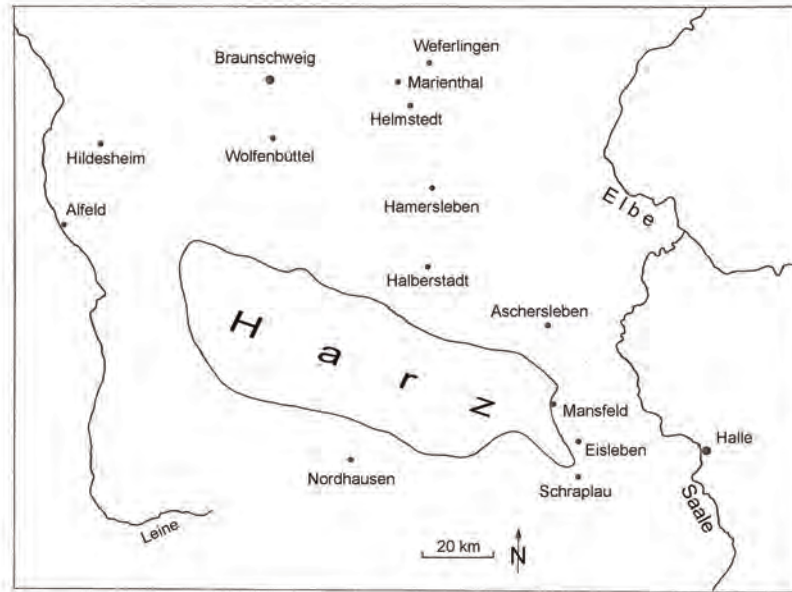 Weferlingen
Braunschweig
Marienthal
Helmstedt
Hildesheim
Wolfenbüttel
Elbe
Hamersleben
Alfeld
Halberstadt
Aschersleben
Harz
Mansfeld
Halle
Eisleben
Nordhausen
Schraplau
Saale
Leine
20 km
N